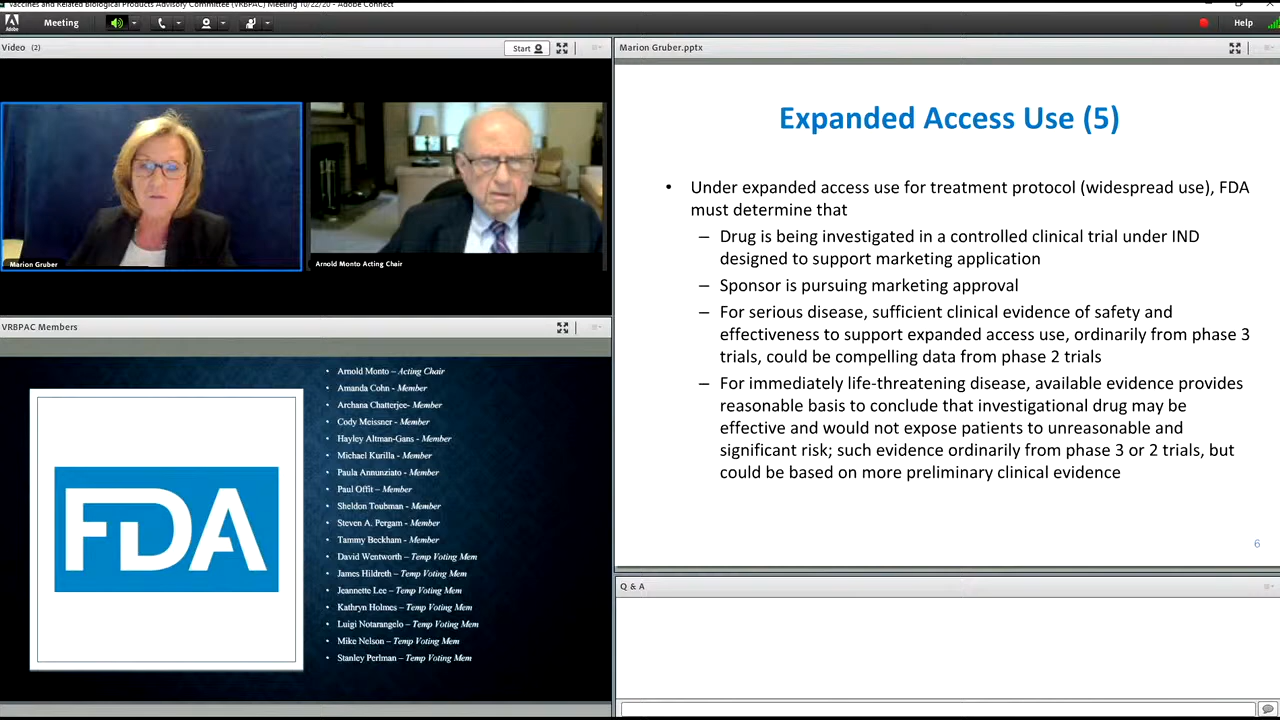 Vaccines and Related Biological Products Advisory Committee (VRBPAC) Meeting 10/22/20 - Adobe Connect
Adobe
Meeting
Help
Video (2)
Start
Marion Gruber
Arnold Monto Acting Chair
VRBPAC Members
FDA
• Arnold Monto – Acting Chair
• Amanda Cohn - Member
• Archana Chatterjee- Member
• Cody Meissner - Member
• Hayley Altman-Gans - Member
• Michael Kurilla - Member
• Paula Annunziato - Member
• Paul Offit – Member
• Sheldon Toubman - Member
• Steven A. Pergam - Member
• Tammy Beckham - Member
• David Wentworth – Temp Voting Mem
• James Hildreth – Temp Voting Mem
• Jeannette Lee – Temp Voting Mem
• Kathryn Holmes – Temp Voting Mem
• Luigi Notarangelo – Temp Voting Mem
• Mike Nelson – Temp Voting Mem
• Stanley Perlman – Temp Voting Mem
Marion Gruber.pptx
Expanded Access Use (5)
• Under expanded access use for treatment protocol (widespread use), FDA
must determine that
– Drug is being investigated in a controlled clinical trial under IND
designed to support marketing application
– Sponsor is pursuing marketing approval
– For serious disease, sufficient clinical evidence of safety and
effectiveness to support expanded access use, ordinarily from phase 3
trials, could be compelling data from phase 2 trials
– For immediately life-threatening disease, available evidence provides
reasonable basis to conclude that investigational drug may be
effective and would not expose patients to unreasonable and
significant risk; such evidence ordinarily from phase 3 or 2 trials, but
could be based on more preliminary clinical evidence
6
Q & A